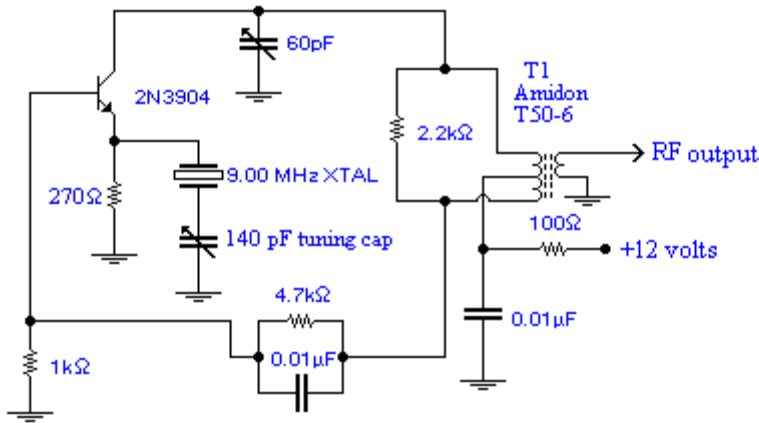 60pF
T1
Amidon
T50-6
2N3904
2.2kΩ
RF output
9.00 MHz XTAL
270Ω
100Ω
140 pF tuning cap
+12 volts
4.7kΩ
0.01µF
0.01µF
1kΩ